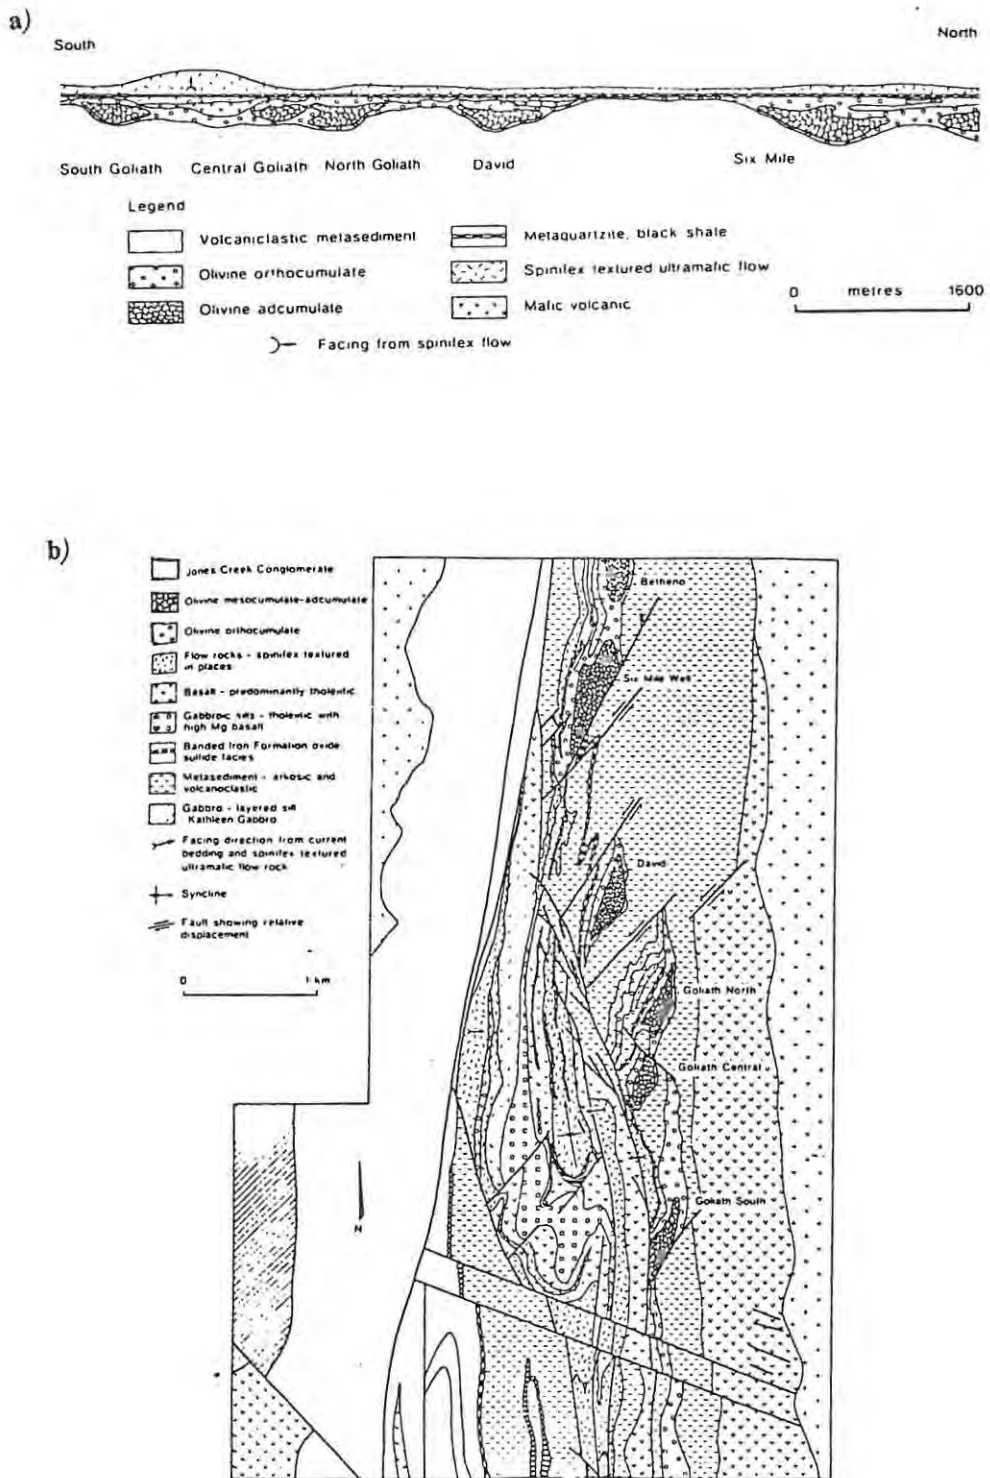 a)
South
North
South Goliath Central Goliath North Goliath David Six Mile
Legend
Volcaniclastic metasediment
Olivine orthocumulate
Olivine adcumulate
Metaquartzite, black shale
Spinifex textured ultramafic flow
Mafic volcanic
0 metres 1600
Facing from spinifex flow
b)
Jones Creek Conglomerate
Olivine mesocumulate-adcumulate
Olivine orthocumulate
Flow rocks - spinifex textured
in places
Basalt - predominantly tholeiitic
Gabbroic sills - tholeiitic with
high Mg basalt
Banded Iron Formation oxide
sulfide facies
Metasediment - arkosic and
volcanoclastic
Gabbro - layered sill
Kathleen Gabbro
Facing direction from current
bedding and spinifex textured
ultramafic flow rock
Syncline
Fault showing relative
displacement
0 1 km
N
Betheno
Six Mile Well
David
Goliath North
Goliath Central
Goliath South